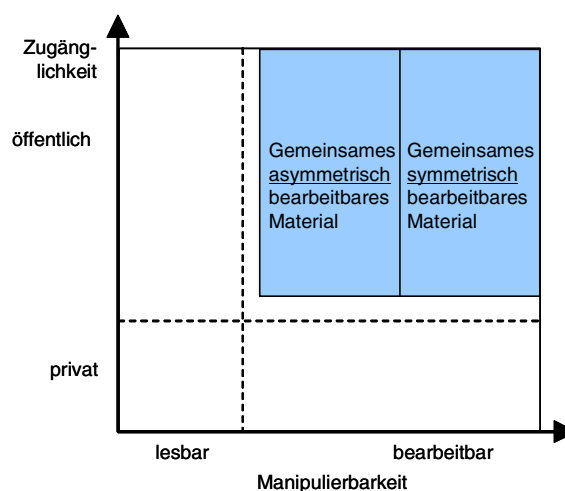 Zugäng-
lichkeit
öffentlich
Gemeinsames
asymmetrisch
bearbeitbares
Material
Gemeinsames
symmetrisch
bearbeitbares
Material
privat
lesbar
bearbeitbar
Manipulierbarkeit